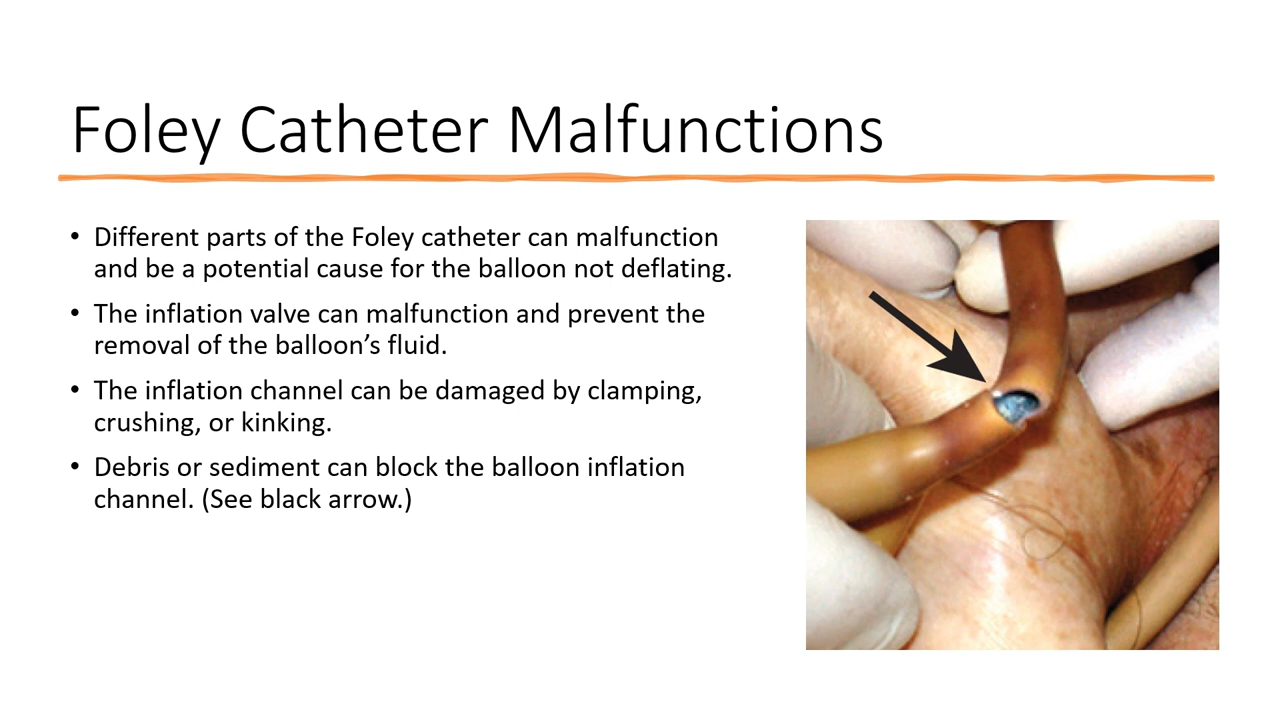 Foley Catheter Malfunctions
• Different parts of the Foley catheter can malfunction
and be a potential cause for the balloon not deflating.
• The inflation valve can malfunction and prevent the
removal of the balloon’s fluid.
• The inflation channel can be damaged by clamping,
crushing, or kinking.
• Debris or sediment can block the balloon inflation
channel. (See black arrow.)